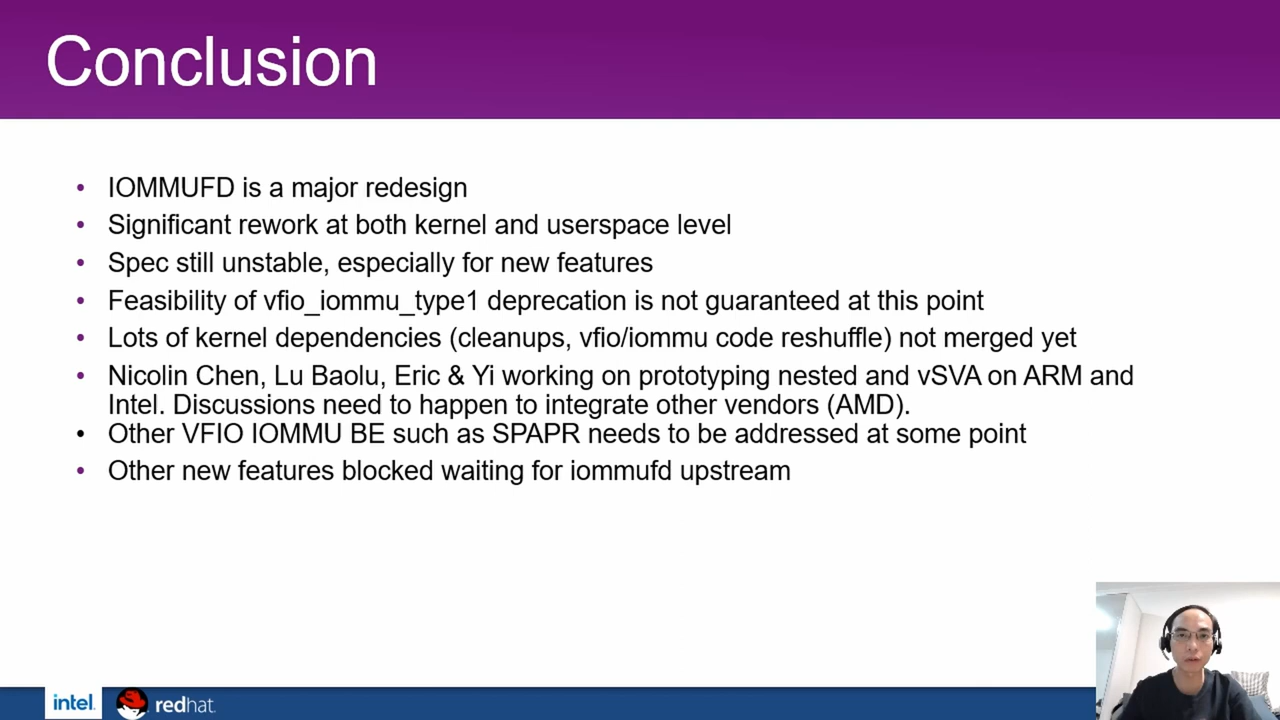 Conclusion
• IOMMUFD is a major redesign
• Significant rework at both kernel and userspace level
• Spec still unstable, especially for new features
• Feasibility of vfio_iommu_type1 deprecation is not guaranteed at this point
• Lots of kernel dependencies (cleanups, vfio/iommu code reshuffle) not merged yet
• Nicolin Chen, Lu Baolu, Eric & Yi working on prototyping nested and vSVA on ARM and
Intel. Discussions need to happen to integrate other vendors (AMD).
• Other VFIO IOMMU BE such as SPAPR needs to be addressed at some point
• Other new features blocked waiting for iommufd upstream
intel.
redhat.